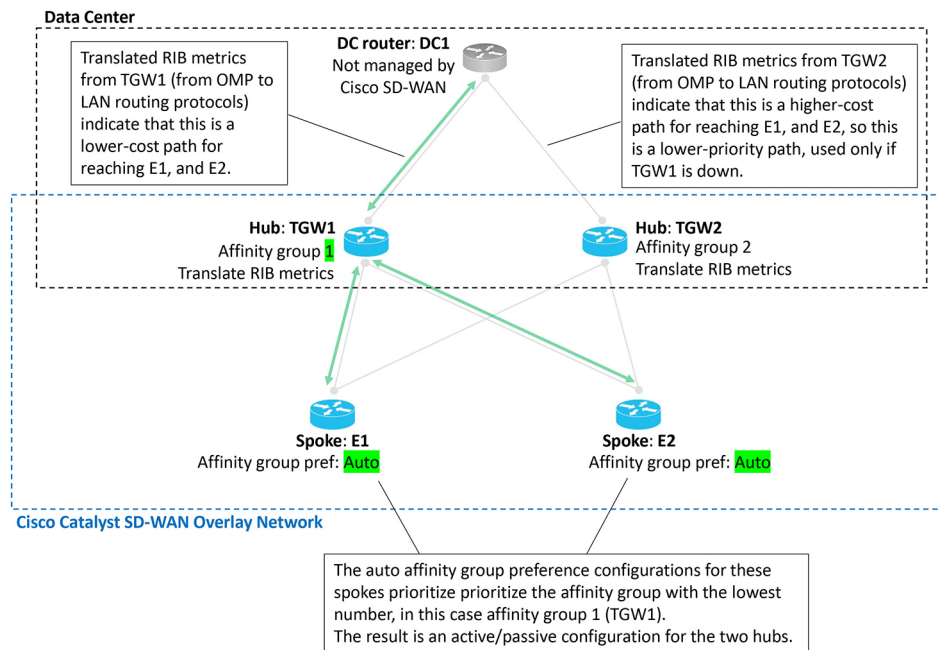 Data Center
Translated RIB metrics
from TGW1 (from OMP to
LAN routing protocols)
indicate that this is a
lower-cost path for
reaching E1, and E2.
DC router: DC1
Not managed by
Cisco SD-WAN
Translated RIB metrics from TGW2
(from OMP to LAN routing protocols)
indicate that this is a higher-cost
path for reaching E1, and E2, so this
is a lower-priority path, used only if
TGW1 is down.
Hub: TGW1
Affinity group 1
Translate RIB metrics
Hub: TGW2
Affinity group 2
Translate RIB metrics
Spoke: E1
Affinity group pref: Auto
Spoke: E2
Affinity group pref: Auto
Cisco Catalyst SD-WAN Overlay Network
The auto affinity group preference configurations for these
spokes prioritize prioritize the affinity group with the lowest
number, in this case affinity group 1 (TGW1).
The result is an active/passive configuration for the two hubs.